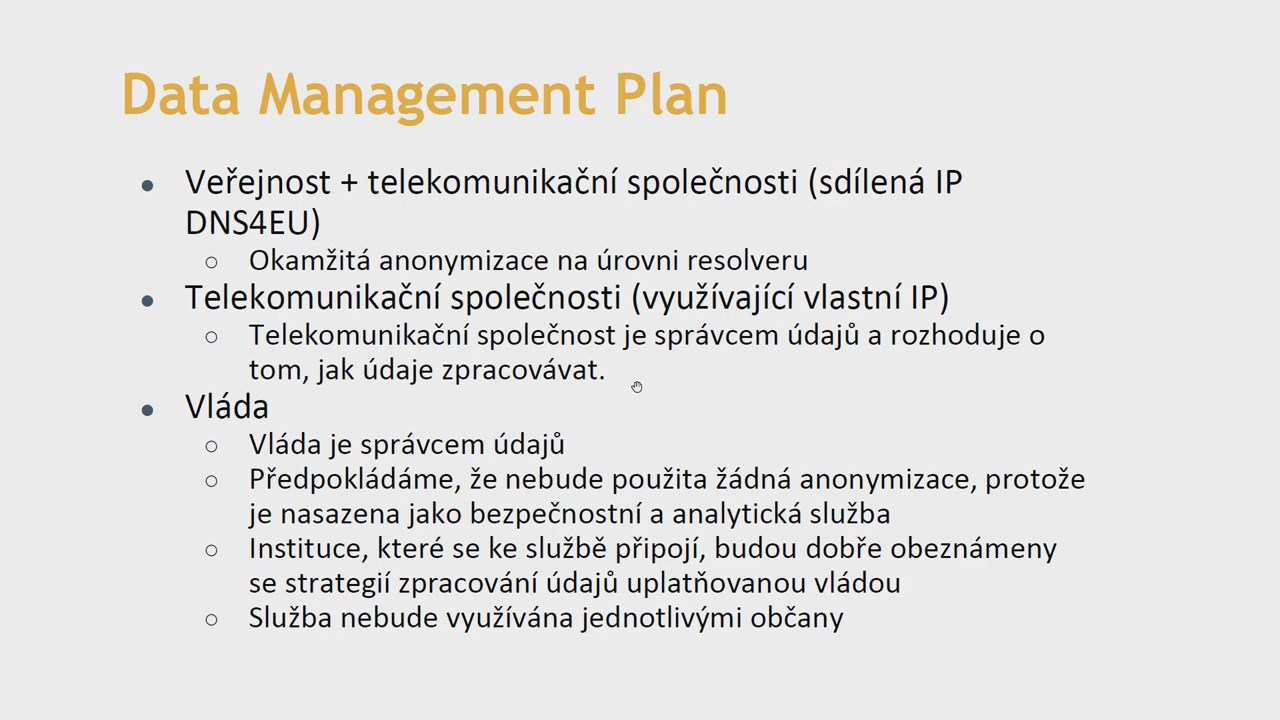 Data Management Plan
● Veřejnost + telekomunikační společnosti (sdílená IP
DNS4EU)
○ Okamžitá anonymizace na úrovni resolveru
● Telekomunikační společnosti (využívající vlastní IP)
○ Telekomunikační společnost je správcem údajů a rozhoduje o
tom, jak údaje zpracovávat.
● Vláda
○ Vláda je správcem údajů
○ Předpokládáme, že nebude použita žádná anonymizace, protože
je nasazena jako bezpečnostní a analytická služba
○ Instituce, které se ke službě připojí, budou dobře obeznámeny
se strategií zpracování údajů uplatňovanou vládou
○ Služba nebude využívána jednotlivými občany